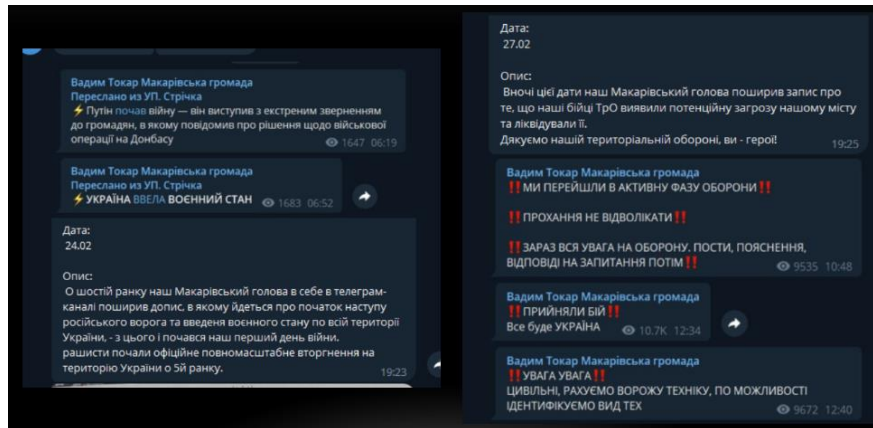 Вадим Токар Макарівська громада
Переслано из УП. Стрічка
⚡ Путін почав війну — він виступив з екстреним зверненням
до громадян, в якому повідомив про рішення щодо військової
операції на Донбасу
1647 06:19
Вадим Токар Макарівська громада
Переслано из УП. Стрічка
⚡ УКРАЇНА ВВЕЛА ВОЄННИЙ СТАН
1683 06:52
Дата:
24.02
Опис:
О шостій ранку наш Макарівський голова в себе в телеграм-
каналі поширив допис, в якому йдеться про початок наступу
російського ворога та введеня воєнного стану по всій території
України, - з цього і почався наш перший день війни.
рашисти почали офіційне повномасштабне вторгнення на
територію України о 5й ранку.
19:23
Дата:
27.02
Опис:
Вночі цієї дати наш Макарівський голова поширив запис про
те, що наші бійці ТрО виявили потенційну загрозу нашому місту
та ліквідували її.
Дякуємо нашій територіальній обороні, ви - герої!
19:25
Вадим Токар Макарівська громада
‼️МИ ПЕРЕЙШЛИ В АКТИВНУ ФАЗУ ОБОРОНИ‼️
‼️ПРОХАННЯ НЕ ВІДВОЛІКАТИ‼️
‼️ЗАРАЗ ВСЯ УВАГА НА ОБОРОНУ. ПОСТИ, ПОЯСНЕННЯ,
ВІДПОВІДІ НА ЗАПИТАННЯ ПОТІМ‼️
9535 10:48
Вадим Токар Макарівська громада
‼️ПРИЙНЯЛИ БІЙ‼️
Все буде УКРАЇНА
10.7K 12:34
Вадим Токар Макарівська громада
‼️УВАГА УВАГА‼️
ЦИВІЛЬНІ, РАХУЄМО ВОРОЖУ ТЕХНІКУ, ПО МОЖЛИВОСТІ
ІДЕНТИФІКУЄМО ВИД ТЕХ
9672 12:40